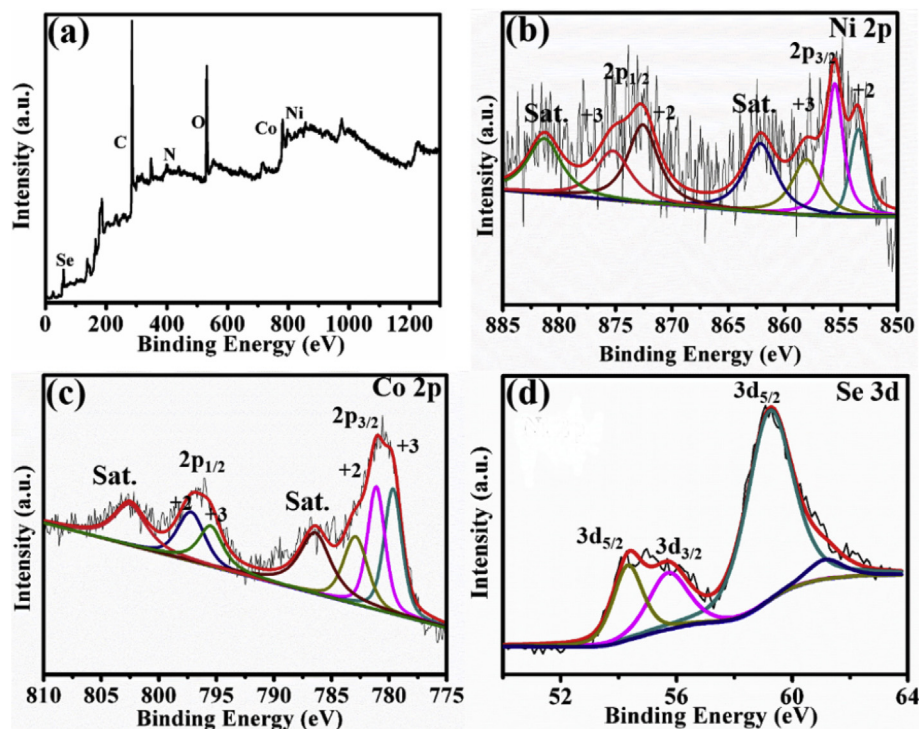 (a)
C
O
Se
N
Co
Ni
Intensity (a.u.)
0 200 400 600 800 1000 1200
Binding Energy (eV)
(b)
Ni 2p
2p3/2
2p1/2
Sat.
+3
+2
Sat.
+3
+2
Intensity (a.u.)
885 880 875 870 865 860 855 850
Binding Energy (eV)
(c)
Co 2p
2p3/2
+3
+2
2p1/2
Sat.
+2
+3
Sat.
Intensity (a.u.)
810 805 800 795 790 785 780 775
Binding Energy (eV)
(d)
Se 3d
3d5/2
3d5/2
3d3/2
Intensity (a.u.)
52 56 60 64
Binding Energy (eV)